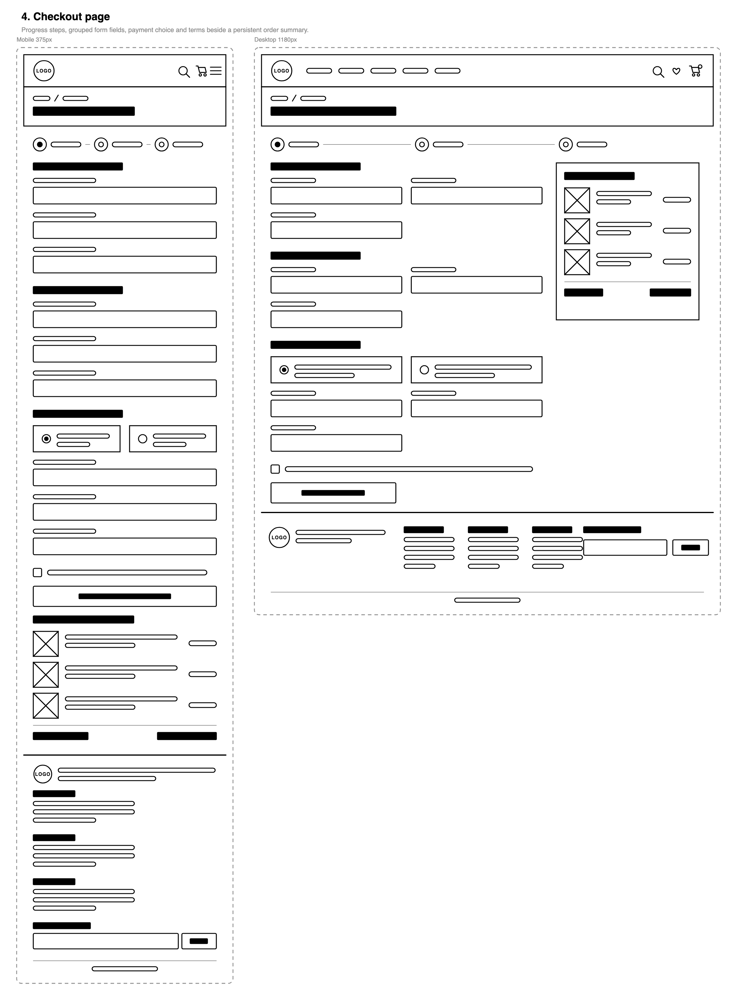 4. Checkout page
Progress steps, grouped form fields, payment choice and terms beside a persistent order summary.
Mobile 375px
Desktop 1180px
LOGO
LOGO
LOGO
LOGO